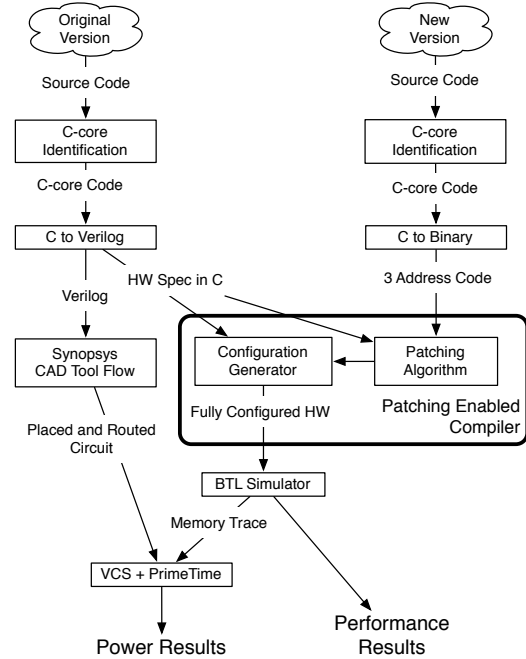 Original
Version
New
Version
Source Code
Source Code
C-core
Identification
C-core
Identification
C-core Code
C-core Code
C to Verilog
C to Binary
HW Spec in C
3 Address Code
Verilog
Synopsys
CAD Tool Flow
Configuration
Generator
Patching
Algorithm
Fully Configured HW
Patching Enabled
Compiler
Placed and Routed
Circuit
BTL Simulator
Memory Trace
VCS + PrimeTime
Power Results
Performance
Results